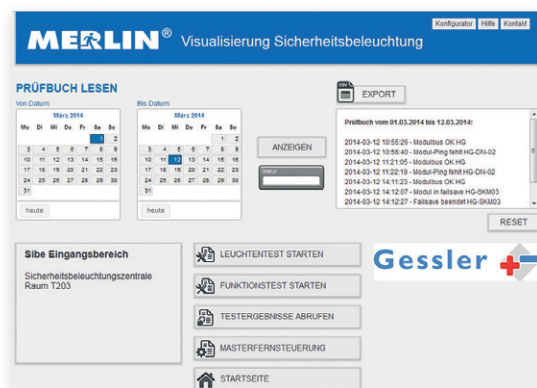 Konfigurator Hilfe Kontakt
MERLIN® Visualisierung Sicherheitsbeleuchtung
PRÜFBUCH LESEN
Von Datum:
März 2014
Mo Di Mi Do Fr Sa So
1 2
3 4 5 6 7 8 9
10 11 12 13 14 15 16
17 18 19 20 21 22 23
24 25 26 27 28 29 30
31
heute
Bis Datum:
März 2014
Mo Di Mi Do Fr Sa So
1 2
3 4 5 6 7 8 9
10 11 12 13 14 15 16
17 18 19 20 21 22 23
24 25 26 27 28 29 30
31
heute
ANZEIGEN
EXPORT
Prüfbuch vom 01.03.2014 bis 12.03.2014:
2014-03-12 10:55:26 - Modulbus OK HG
2014-03-12 10:56:40 - Modul-Ping fehlt HG-DN-02
2014-03-12 11:21:05 - Modulbus OK HG
2014-03-12 11:22:18 - Modul-Ping fehlt HG-DN-02
2014-03-12 14:11:23 - Modulbus OK HG
2014-03-12 14:12:07 - Modul in failsave HG-SKM03
2014-03-12 14:12:27 - Failsave beendet HG-SKM03
RESET
Sibe Eingangsbereich
Sicherheitsbeleuchtungszentrale
Raum T203
LEUCHTENTEST STARTEN
FUNKTIONSTEST STARTEN
TESTERGEBNISSE ABRUFEN
MASTERFERNSTEUERUNG
STARTSEITE
Gessler